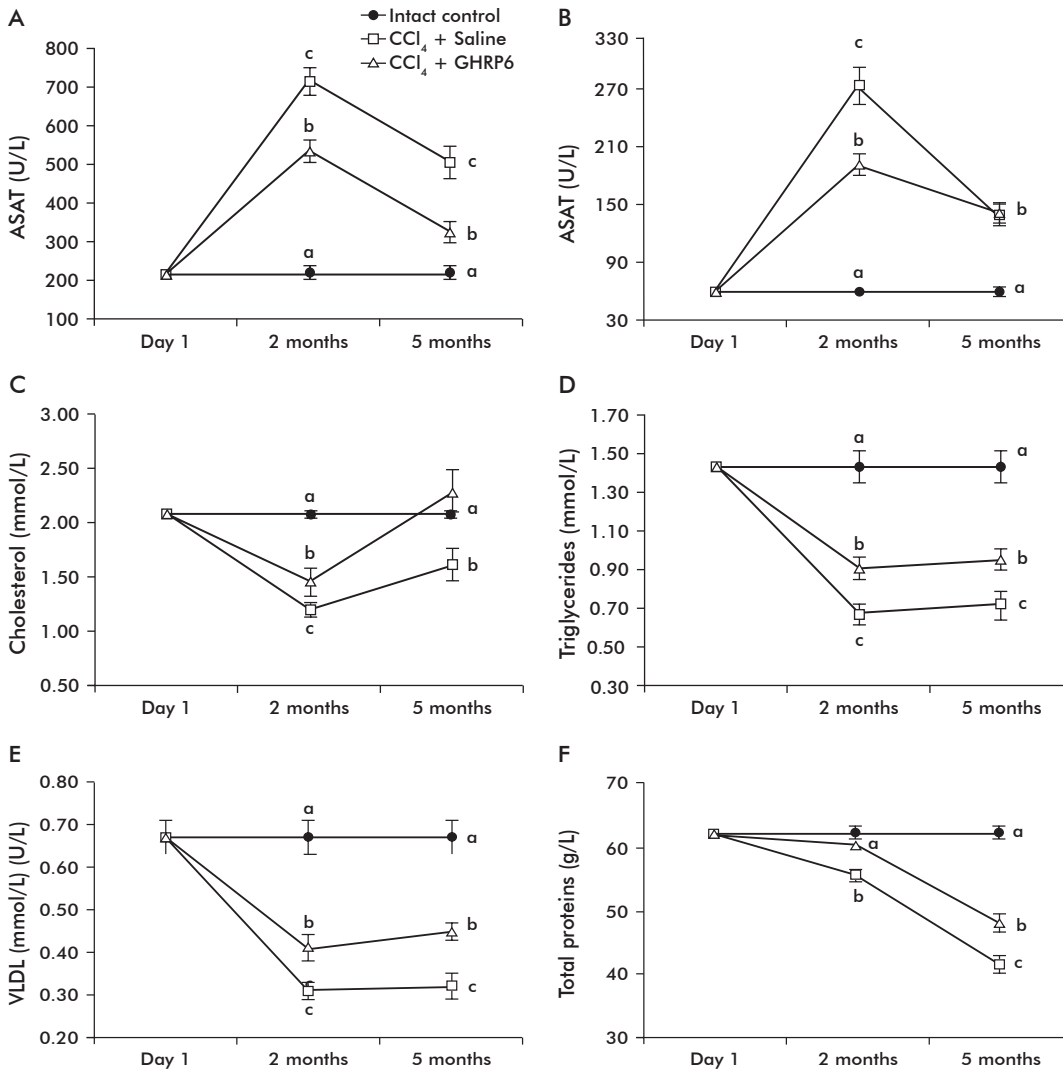 A
Intact control
CCl4 + Saline
CCl4 + GHRP6
800
700
600
500
400
300
200
100
ASAT (U/L)
c
b
a
c
b
a
Day 1 2 months 5 months
B
330
270
210
150
90
30
ASAT (U/L)
c
b
a
b
a
Day 1 2 months 5 months
C
3.00
2.50
2.00
1.50
1.00
0.50
Cholesterol (mmol/L)
a
b
c
a
b
Day 1 2 months 5 months
D
1.70
1.50
1.30
1.10
0.90
0.70
0.50
0.30
Triglycerides (mmol/L)
a
b
c
a
b
c
Day 1 2 months 5 months
E
0.80
0.70
0.60
0.50
0.40
0.30
0.20
VLDL (mmol/L) (U/L)
a
b
c
c
a
b
c
Day 1 2 months 5 months
F
70
60
50
40
30
Total proteins (g/L)
a
b
a
b
c
Day 1 2 months 5 months